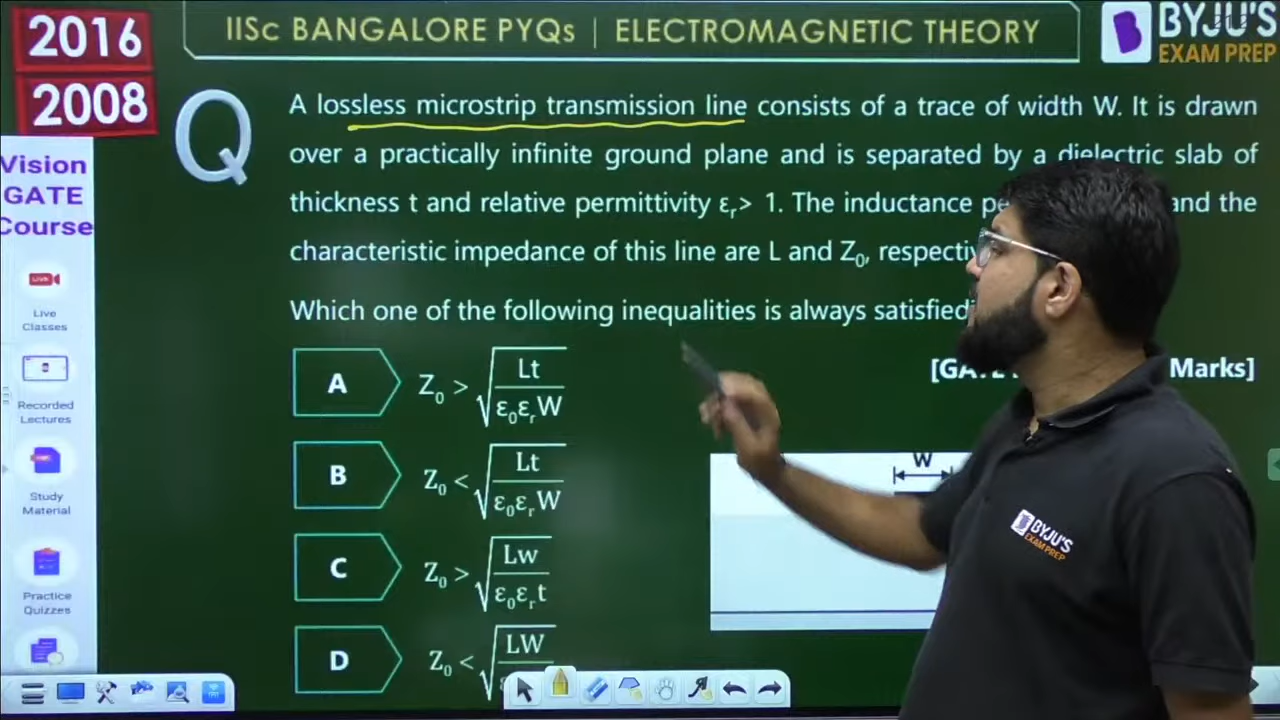 2016
2008
IISc BANGALORE PYQs | ELECTROMAGNETIC THEORY
BYJU'S
EXAM PREP
Vision
GATE
Course
Q
A lossless microstrip transmission line consists of a trace of width W. It is drawn
over a practically infinite ground plane and is separated by a dielectric slab of
thickness t and relative permittivity εr> 1. The inductance and the
characteristic impedance of this line are L and Z0,
Which one of the following inequalities is always satisfied
Marks]
A Z0 > √(Lt/ε0εrW)
B Z0 < √(Lt/ε0εrW)
C Z0 > √(Lw/ε0εrt)
D Z0 < √(LW/
W
Live
Classes
Recorded
Lectures
Study
Material
Practice
Quizzes
BYJU'S
EXAM PREP